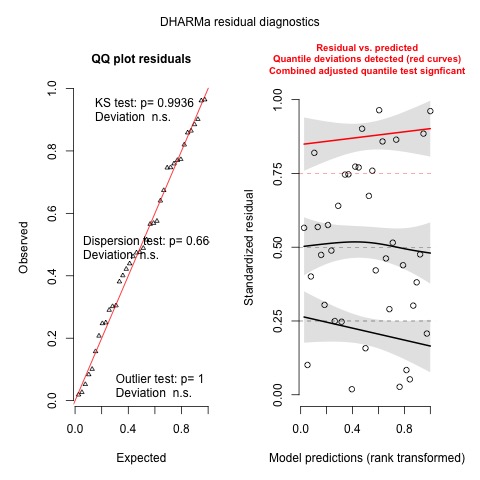 DHARMa residual diagnostics
QQ plot residuals
KS test: p= 0.9936
Deviation n.s.
Dispersion test: p= 0.66
Deviation n.s.
Outlier test: p= 1
Deviation n.s.
Observed
0.0 0.2 0.4 0.6 0.8 1.0
0.0 0.4 0.8
Expected
Residual vs. predicted
Quantile deviations detected (red curves)
Combined adjusted quantile test signficant
Standardized residual
0.00 0.25 0.50 0.75 1.00
0.0 0.4 0.8
Model predictions (rank transformed)